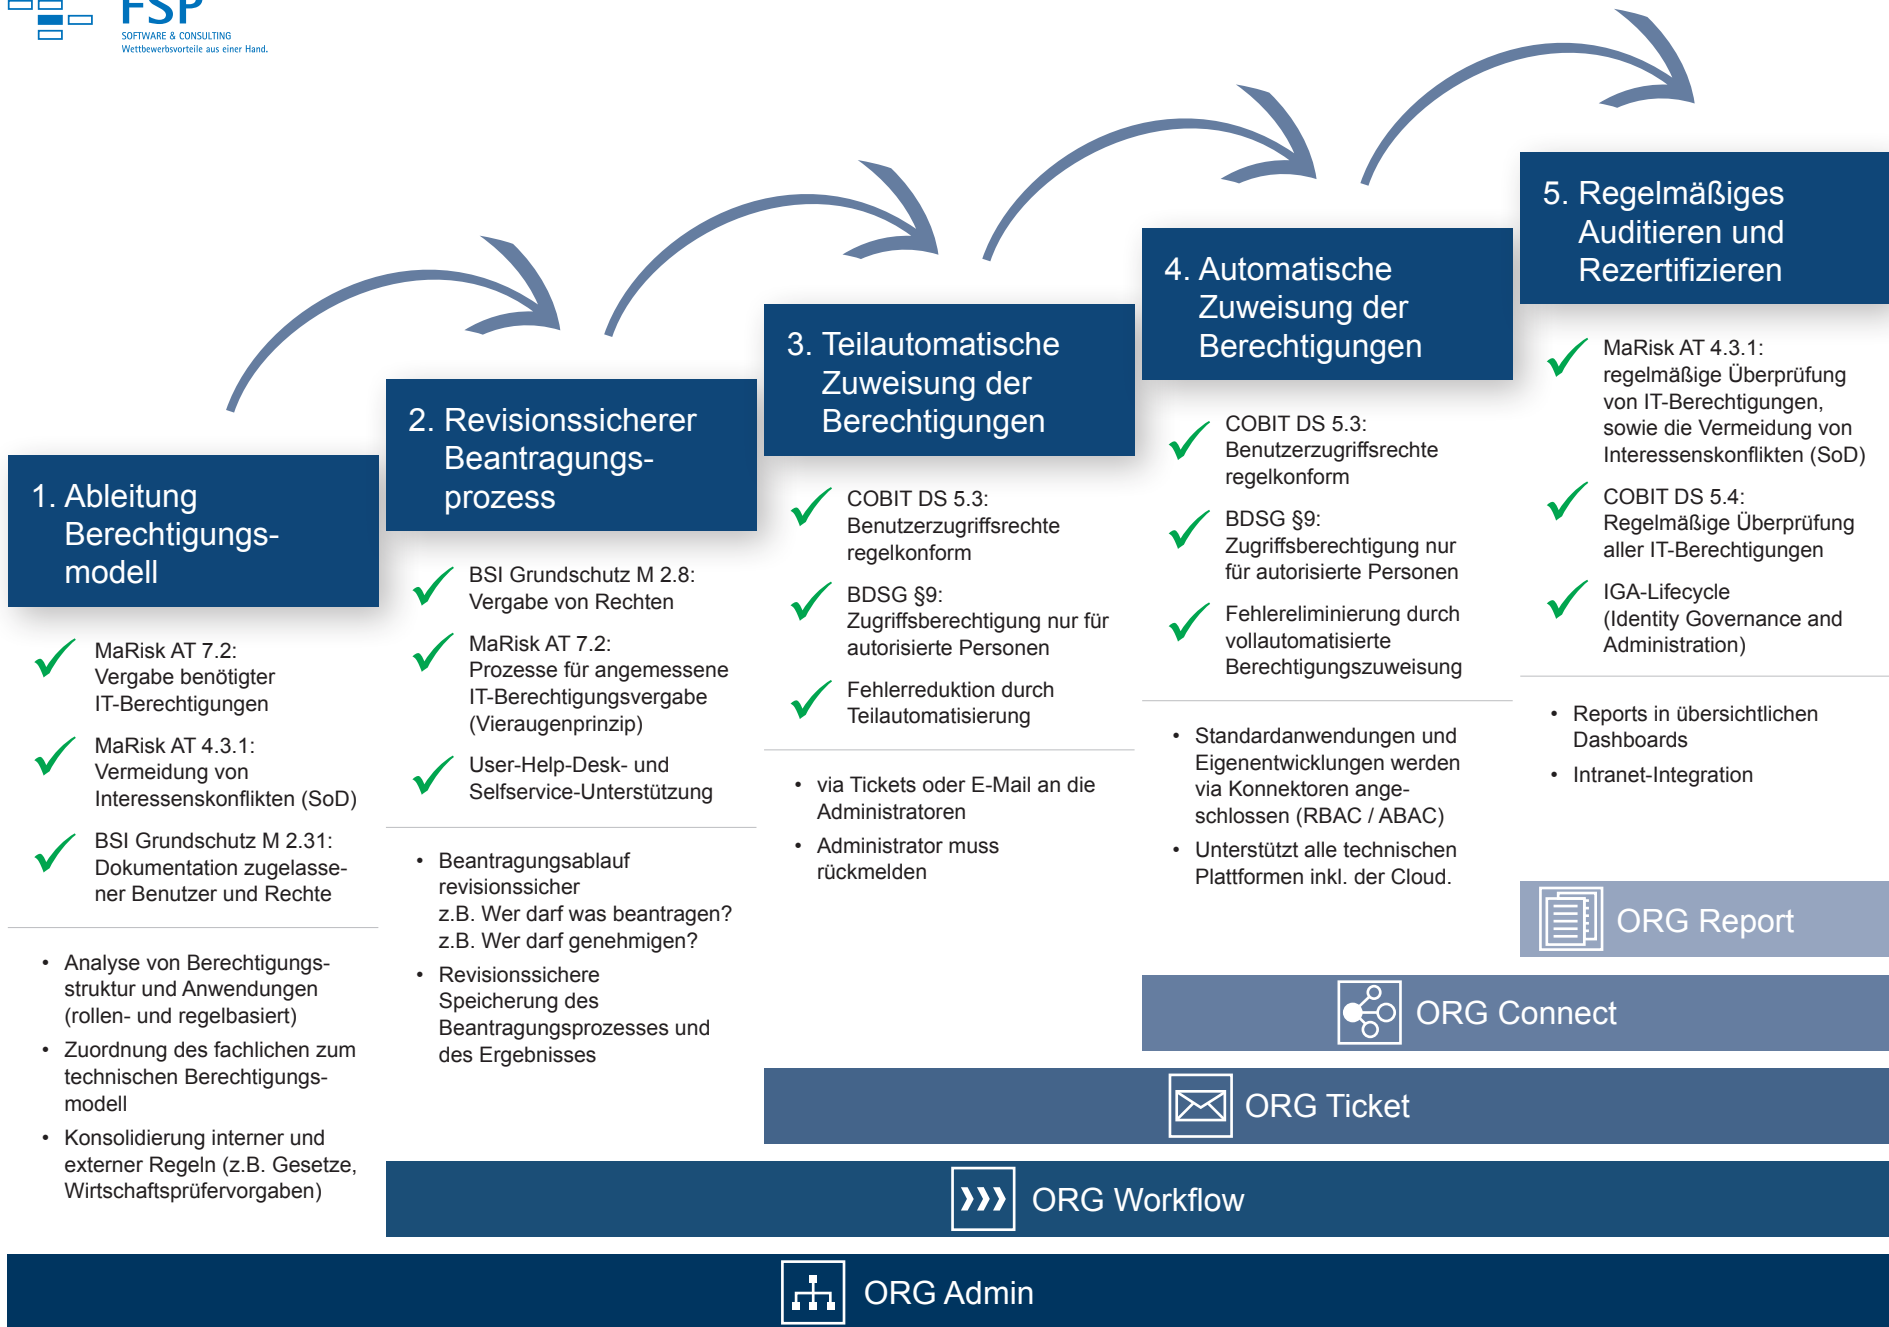 FSP
SOFTWARE & CONSULTING
Wettbewerbsvorteile aus einer Hand.
1. Ableitung
Berechtigungs-
modell
MaRisk AT 7.2:
Vergabe benötigter
IT-Berechtigungen
MaRisk AT 4.3.1:
Vermeidung von
Interessenskonflikten (SoD)
BSI Grundschutz M 2.31:
Dokumentation zugelasse-
ner Benutzer und Rechte
• Analyse von Berechtigungs-
struktur und Anwendungen
(rollen- und regelbasiert)
• Zuordnung des fachlichen zum
technischen Berechtigungs-
modell
• Konsolidierung interner und
externer Regeln (z.B. Gesetze,
Wirtschaftsprüfervorgaben)
2. Revisionssicherer
Beantragungs-
prozess
BSI Grundschutz M 2.8:
Vergabe von Rechten
MaRisk AT 7.2:
Prozesse für angemessene
IT-Berechtigungsvergabe
(Vieraugenprinzip)
User-Help-Desk- und
Selfservice-Unterstützung
• Beantragungsablauf
revisionssicher
z.B. Wer darf was beantragen?
z.B. Wer darf genehmigen?
• Revisionssichere
Speicherung des
Beantragungsprozesses und
des Ergebnisses
3. Teilautomatische
Zuweisung der
Berechtigungen
COBIT DS 5.3:
Benutzerzugriffsrechte
regelkonform
BDSG §9:
Zugriffsberechtigung nur für
autorisierte Personen
Fehlerreduktion durch
Teilautomatisierung
• via Tickets oder E-Mail an die
Administratoren
• Administrator muss
rückmelden
4. Automatische
Zuweisung der
Berechtigungen
COBIT DS 5.3:
Benutzerzugriffsrechte
regelkonform
BDSG §9:
Zugriffsberechtigung nur
für autorisierte Personen
Fehlereliminierung durch
vollautomatisierte
Berechtigungszuweisung
• Standardanwendungen und
Eigenentwicklungen werden
via Konnektoren ange-
schlossen (RBAC / ABAC)
• Unterstützt alle technischen
Plattformen inkl. der Cloud.
5. Regelmäßiges
Auditieren und
Rezertifizieren
MaRisk AT 4.3.1:
regelmäßige Überprüfung
von IT-Berechtigungen,
sowie die Vermeidung von
Interessenskonflikten (SoD)
COBIT DS 5.4:
Regelmäßige Überprüfung
aller IT-Berechtigungen
IGA-Lifecycle
(Identity Governance and
Administration)
• Reports in übersichtlichen
Dashboards
• Intranet-Integration
ORG Report
ORG Connect
ORG Ticket
ORG Workflow
ORG Admin